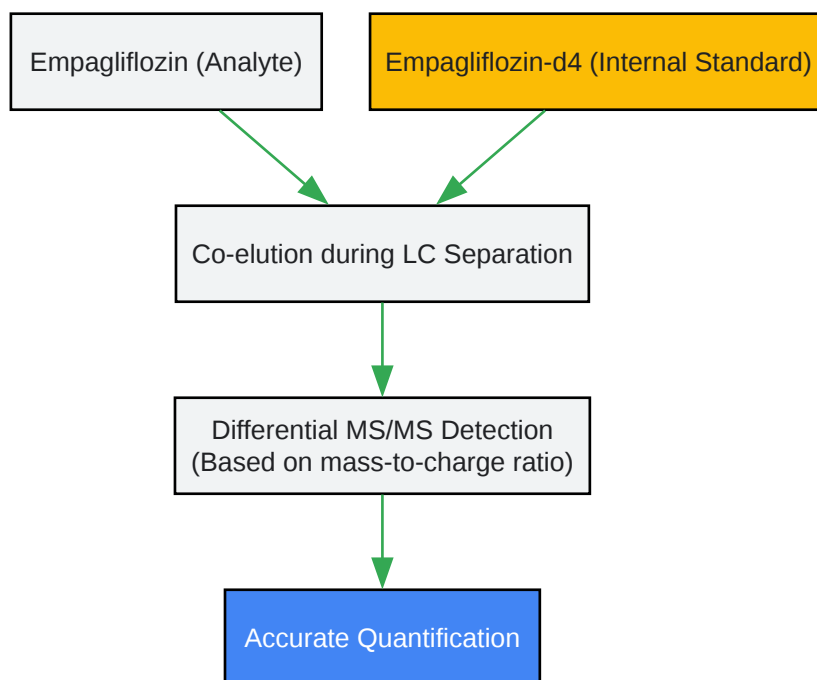 Empagliflozin (Analyte)
Empagliflozin-d4 (Internal Standard)
Co-elution during LC Separation
Differential MS/MS Detection
(Based on mass-to-charge ratio)
Accurate Quantification